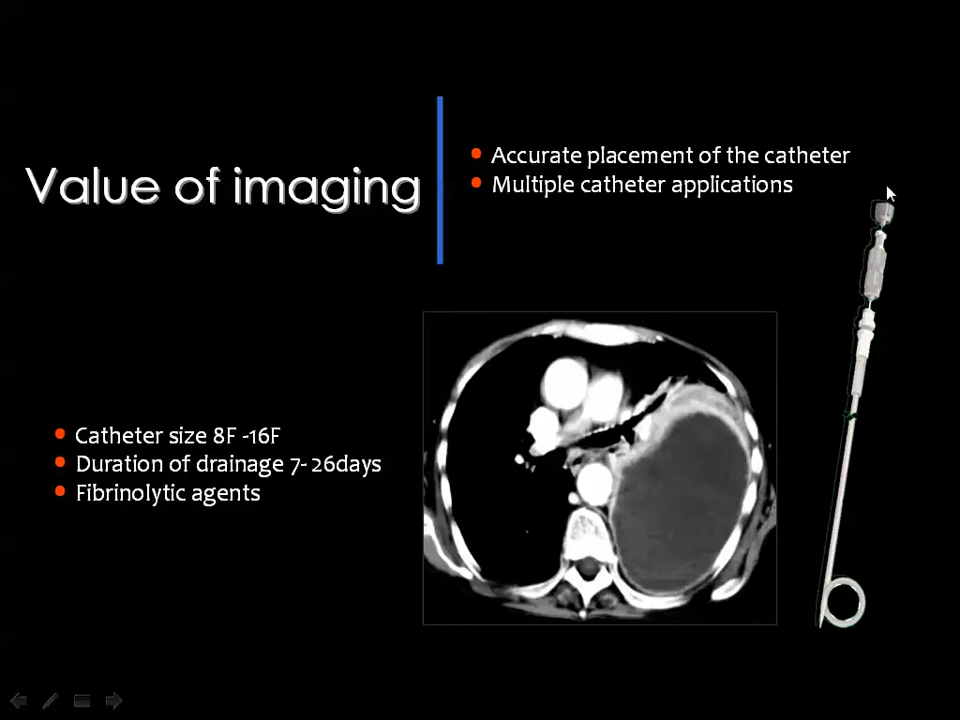 Value of imaging
Accurate placement of the catheter
Multiple catheter applications
Catheter size 8F -16F
Duration of drainage 7- 26days
Fibrinolytic agents